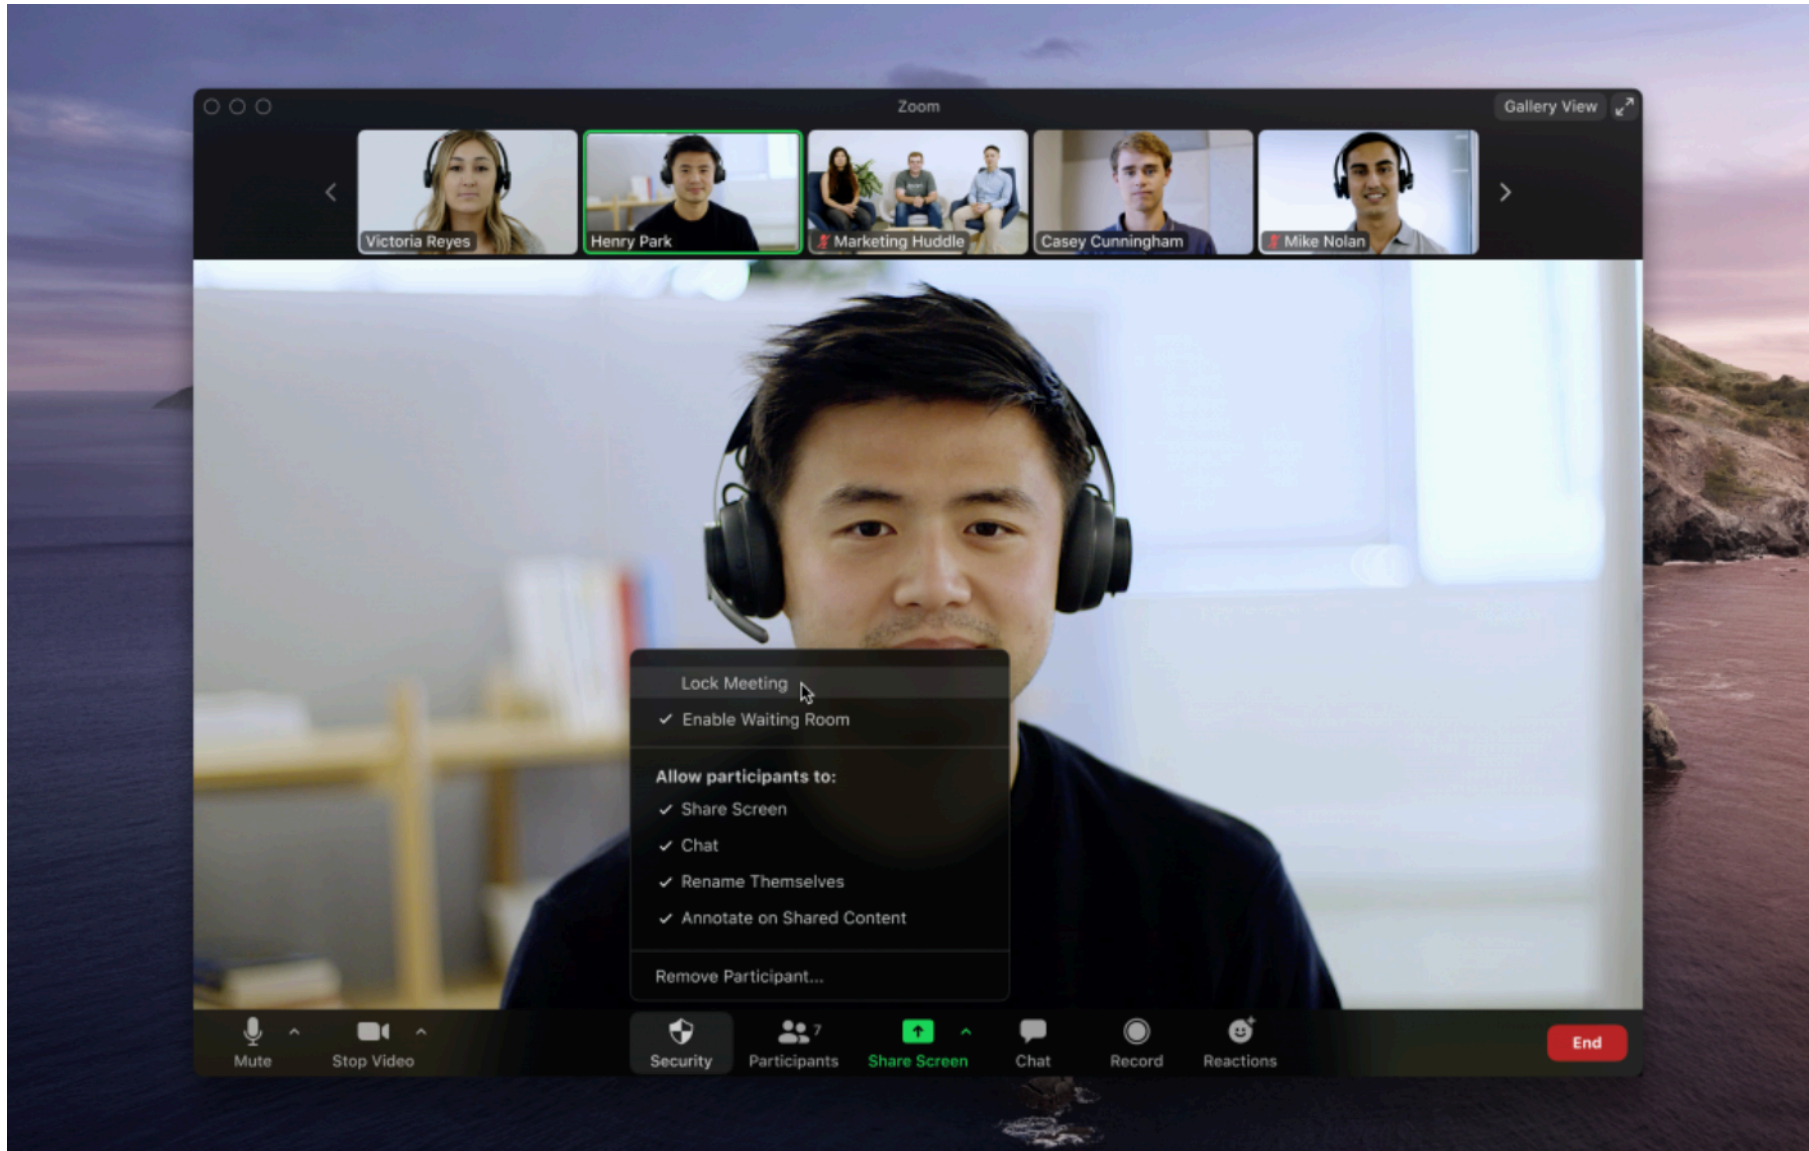 Zoom
Gallery View
Victoria Reyes
Henry Park
Marketing Huddle
Casey Cunningham
Mike Nolan
Lock Meeting
Enable Waiting Room
Allow participants to:
Share Screen
Chat
Rename Themselves
Annotate on Shared Content
Remove Participant...
Mute
Stop Video
Security
7
Participants
Share Screen
Chat
Record
Reactions
End